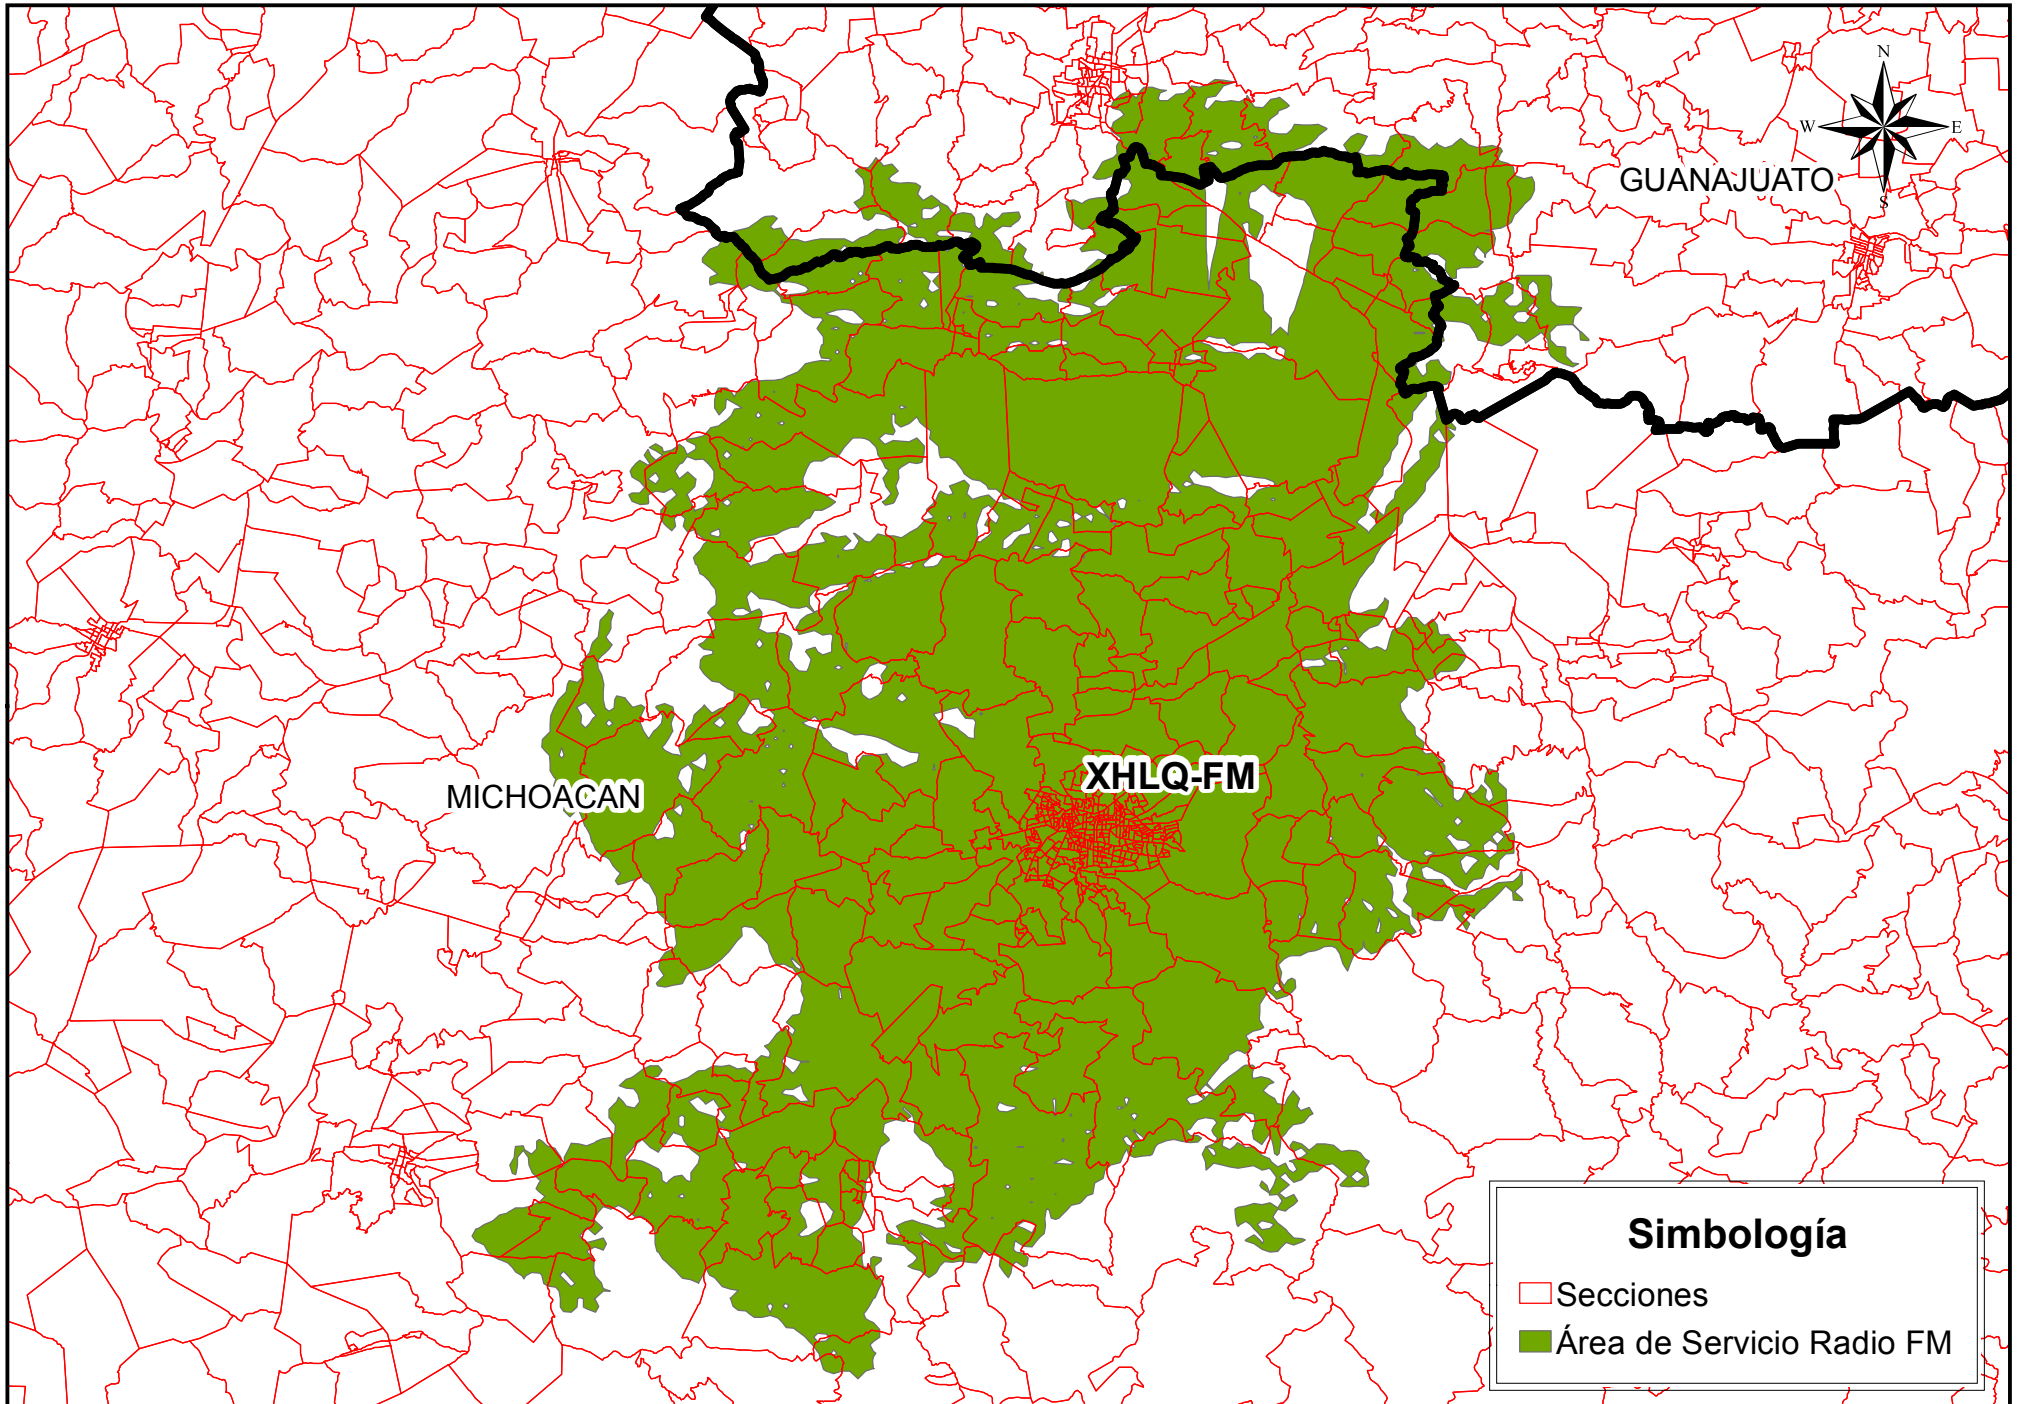 N
W E
S
GUANAJUATO
XHLQ-FM
MICHOACAN
Simbología
Secciones
Área de Servicio Radio FM